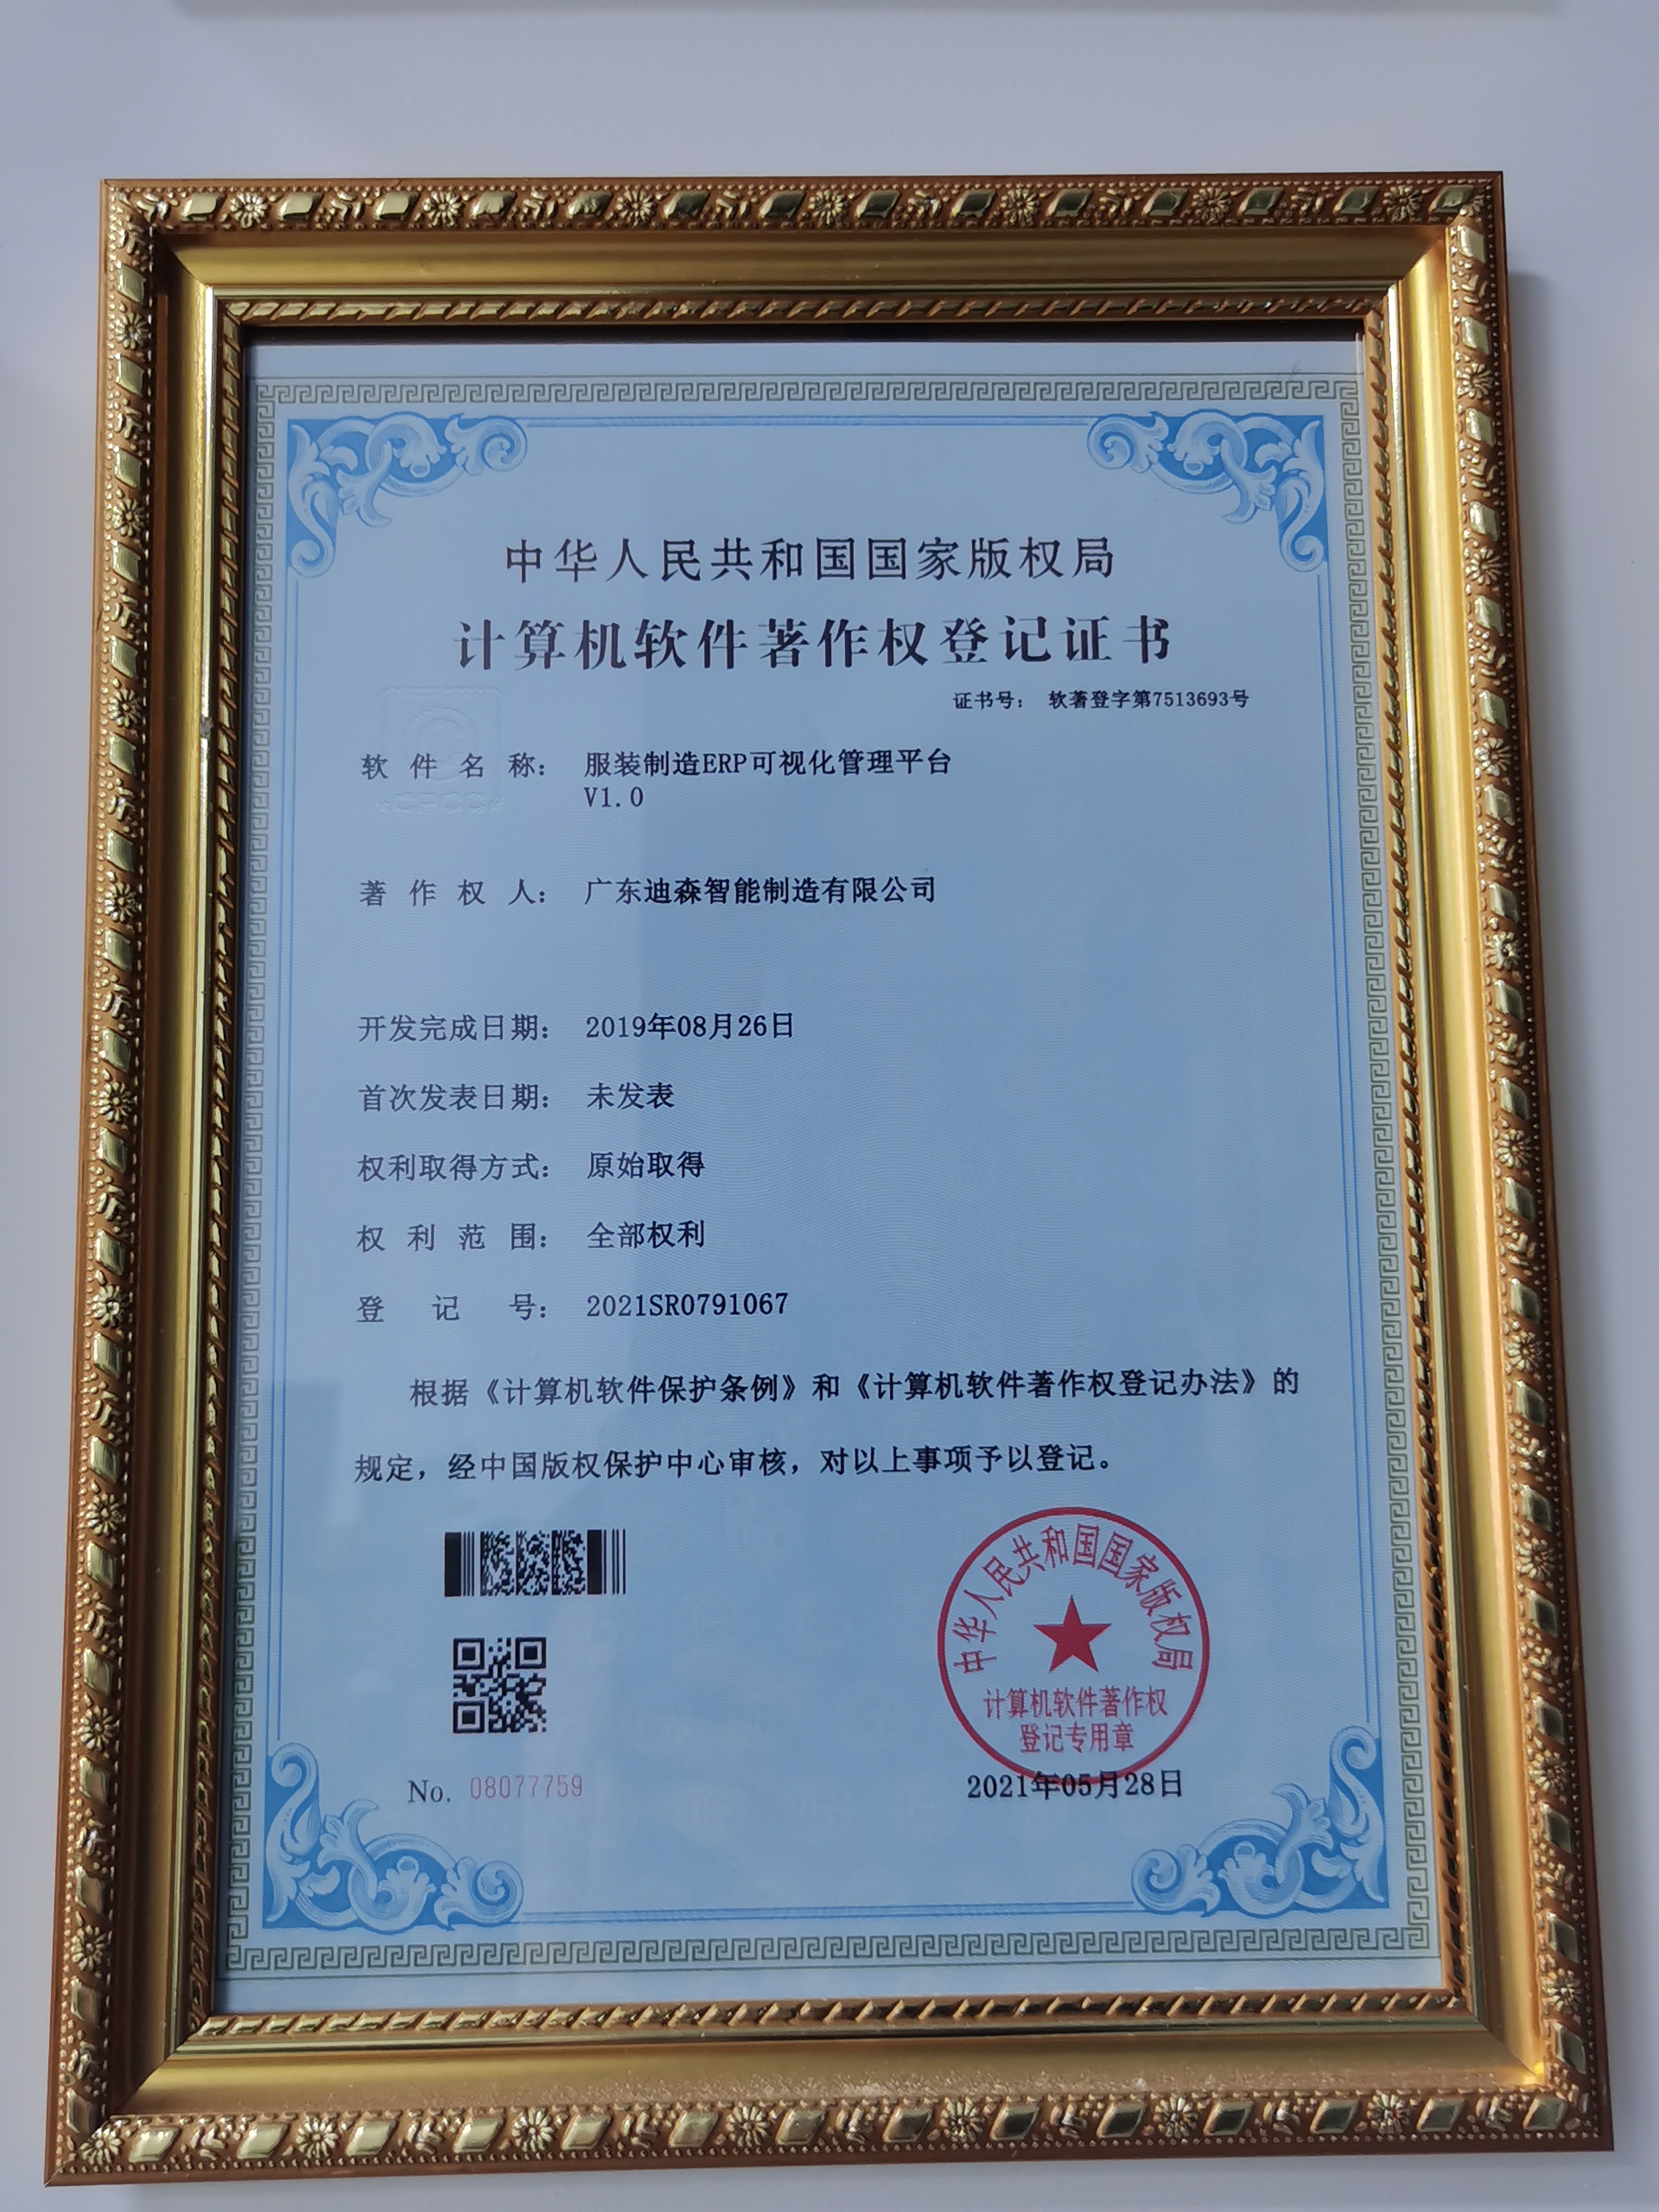 中华人民共和国国家版权局
计算机软件著作权登记证书
证书号： 软著登字第7513693号
软件名称： 服装制造ERP可视化管理平台
V1.0
著作权人： 广东迪森智能制造有限公司
开发完成日期： 2019年08月26日
首次发表日期： 未发表
权利取得方式： 原始取得
权利范围： 全部权利
登记号： 2021SR0791067
根据《计算机软件保护条例》和《计算机软件著作权登记办法》的
规定，经中国版权保护中心审核，对以上事项予以登记。
中华人民共和国国家版权局
计算机软件著作权
登记专用章
No. 08077759
2021年05月28日